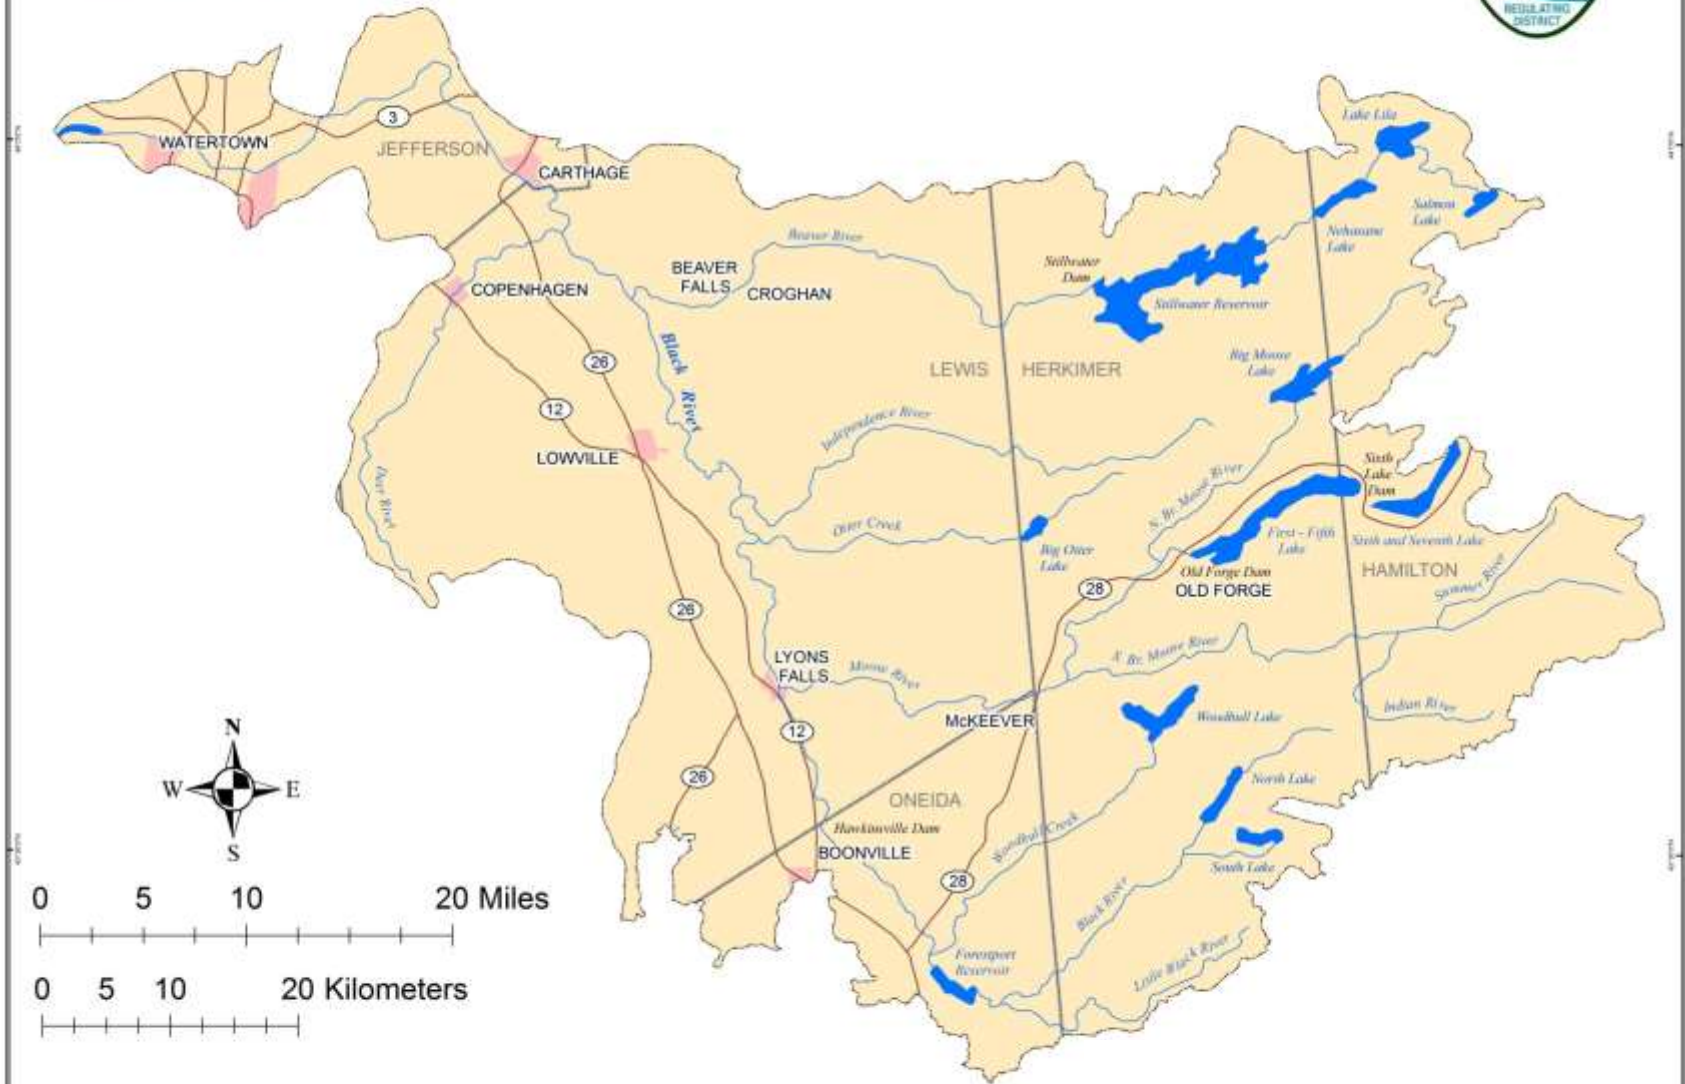 REGULATING
DISTRICT
Lake Lila
3
WATERTOWN
JEFFERSON
CARTHAGE
Salmon
Lake
Nehasane
Lake
Beaver River
Stillwater
Dam
BEAVER
FALLS
CROGHAN
COPENHAGEN
Stillwater Reservoir
Black River
26
LEWIS
HERKIMER
Big Moose
Lake
12
Independence River
LOWVILLE
Deer River
Sixth
Lake
Dam
N. Br. Moose River
Otter Creek
First - Fifth
Lake
Sixth and Seventh Lake
Big Otter
Lake
Old Forge Dam
OLD FORGE
HAMILTON
28
Summer River
26
LYONS
FALLS
Moose River
Br. Moose River
Indian River
McKEEVER
Woodhull Lake
12
N
W
E
S
26
North Lake
ONEIDA
Hawkinsville Dam
Woodhull Creek
BOONVILLE
South Lake
28
Black River
Forestport
Reservoir
Little Black River
0 5 10 20 Miles
0 5 10 20 Kilometers